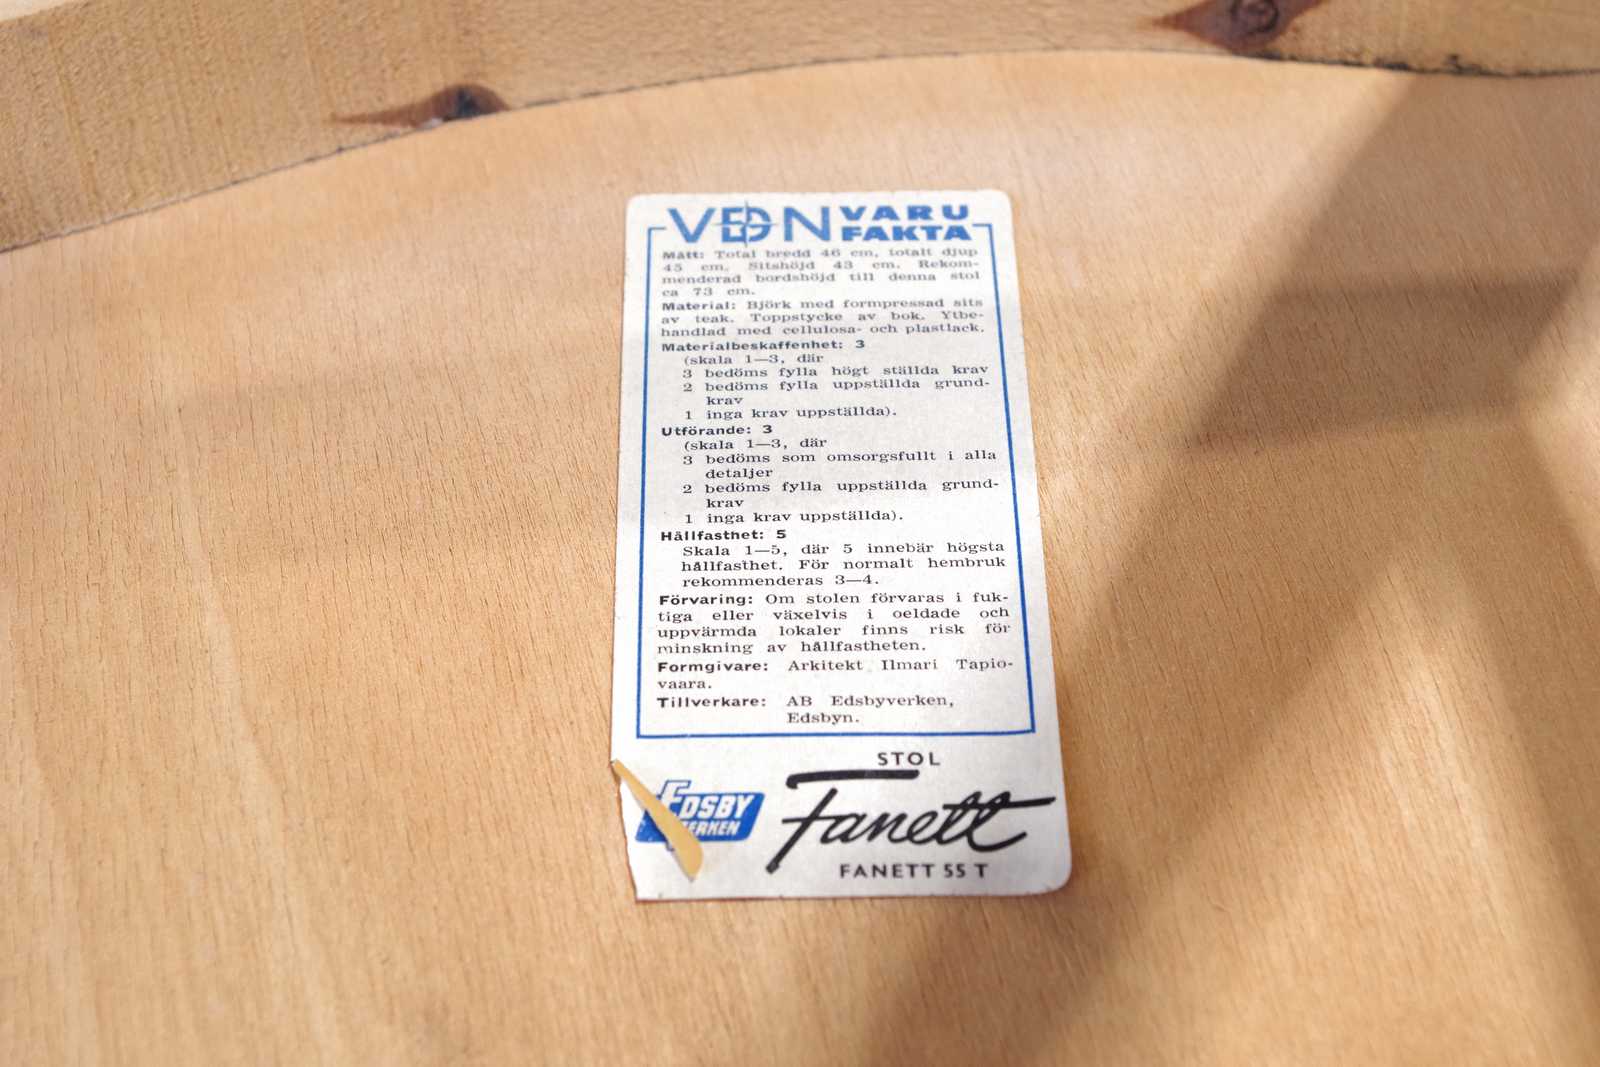 VDN VARU
FAKTA
Mått: Total bredd 46 cm, totalt djup
45 cm. Sitshöjd 43 cm. Rekom-
menderad bordshöjd till denna stol
ca 73 cm.
Material: Björk med formpressad sits
av teak. Toppstycke av bok. Ytbe-
handlad med cellulosa- och plastlack.
Materialbeskaffenhet: 3
(skala 1—3, där
3 bedöms fylla högt ställda krav
2 bedöms fylla uppställda grund-
krav
1 inga krav uppställda).
Utförande: 3
(skala 1—3, där
3 bedöms som omsorgsfullt i alla
detaljer
2 bedöms fylla uppställda grund-
krav
1 inga krav uppställda).
Hållfasthet: 5
Skala 1—5, där 5 innebär högsta
hållfasthet. För normalt hembruk
rekommenderas 3—4.
Förvaring: Om stolen förvaras i fuk-
tiga eller växelvis i oeldade och
uppvärmda lokaler finns risk för
minskning av hållfastheten.
Formgivare: Arkitekt Ilmari Tapio-
vaara.
Tillverkare: AB Edsbyverken,
Edsbyn.
STOL
EDSBY
ERKEN
Fanett
FANETT 55 T